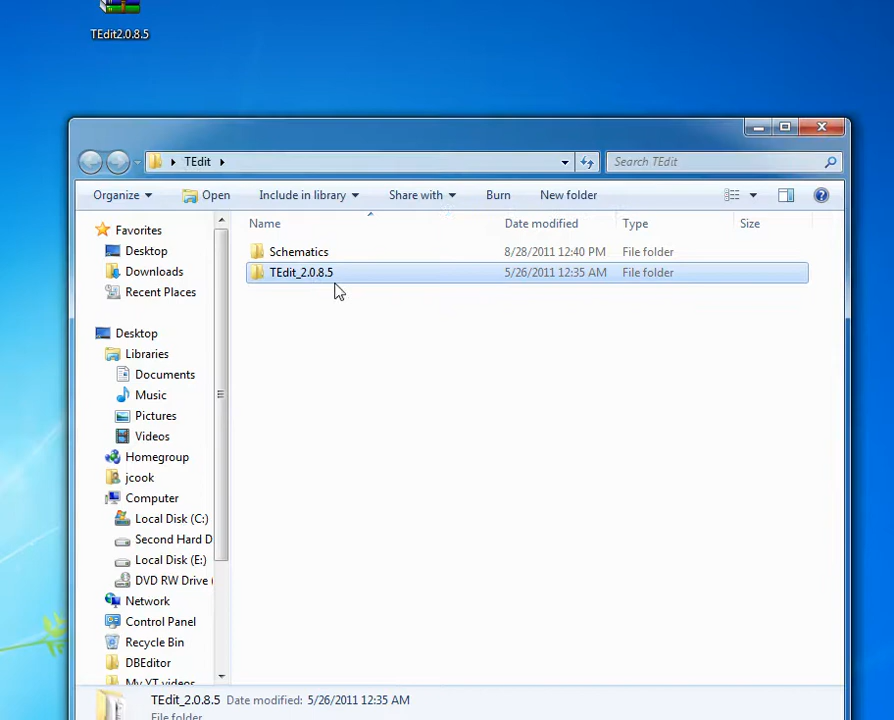 TEdit2.0.8.5
TEdit
Search TEdit
Organize Open Include in library Share with Burn New folder
Name Date modified Type Size
Schematics 8/28/2011 12:40 PM File folder
TEdit_2.0.8.5 5/26/2011 12:35 AM File folder
Favorites
Desktop
Downloads
Recent Places
Desktop
Libraries
Documents
Music
Pictures
Videos
Homegroup
jcook
Computer
Local Disk (C:)
Second Hard D
Local Disk (E:)
DVD RW Drive (
Network
Control Panel
Recycle Bin
DBEditor
My YT videos
TEdit_2.0.8.5 Date modified: 5/26/2011 12:35 AM
File folder